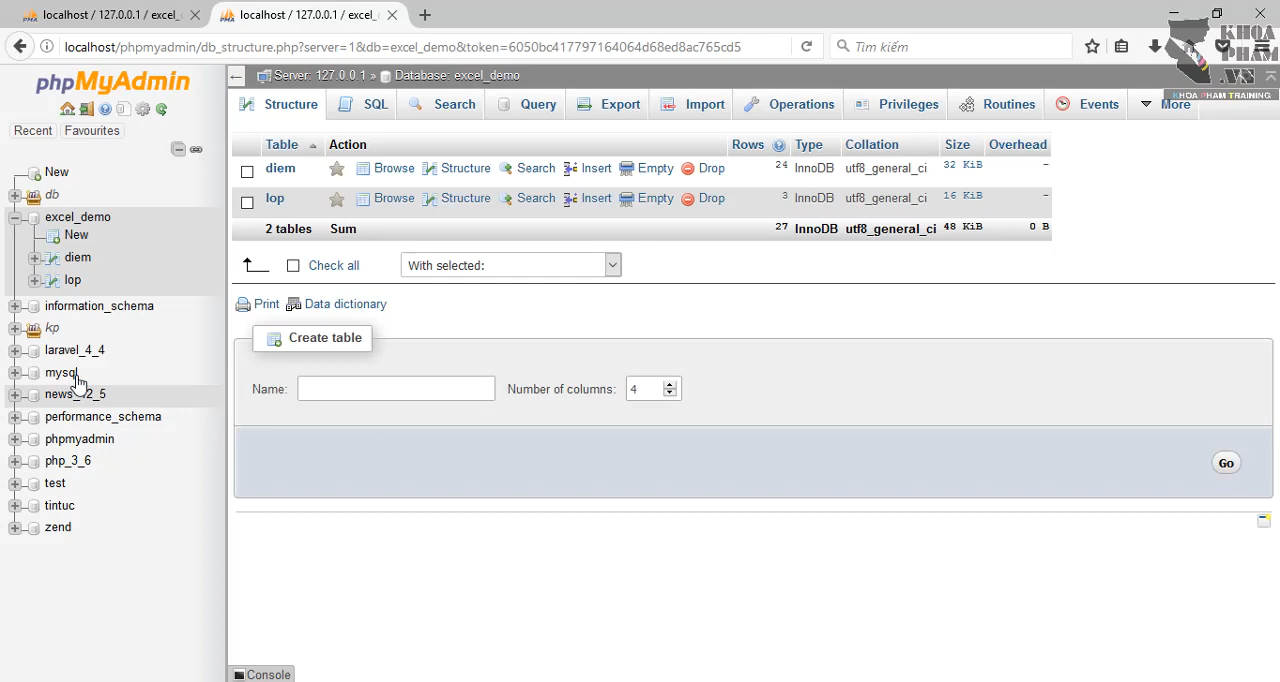 localhost / 127.0.0.1 / excel_
localhost / 127.0.0.1 / excel_
localhost/phpmyadmin/db_structure.php?server=1&db=excel_demo&token=6050bc417797164064d68ed8ac765cd5
Tìm kiếm
KHOA
PHAM
.VN
KHOA PHAM TRAINING
phpMyAdmin
Recent
Favourites
New
db
excel_demo
New
diem
lop
information_schema
kp
laravel_4_4
mysql
performance_schema
phpmyadmin
php_3_6
test
tintuc
zend
Server: 127.0.0.1 » Database: excel_demo
Structure SQL Search Query Export Import Operations Privileges Routines Events More
Table Action Rows Type Collation Size Overhead
diem Browse Structure Search Insert Empty Drop 24 InnoDB utf8_general_ci 32 KiB -
lop Browse Structure Search Insert Empty Drop 3 InnoDB utf8_general_ci 16 KiB -
2 tables Sum 27 InnoDB utf8_general_ci 48 KiB 0 B
Check all With selected:
Print Data dictionary
Create table
Name: Number of columns: 4
Go
Console